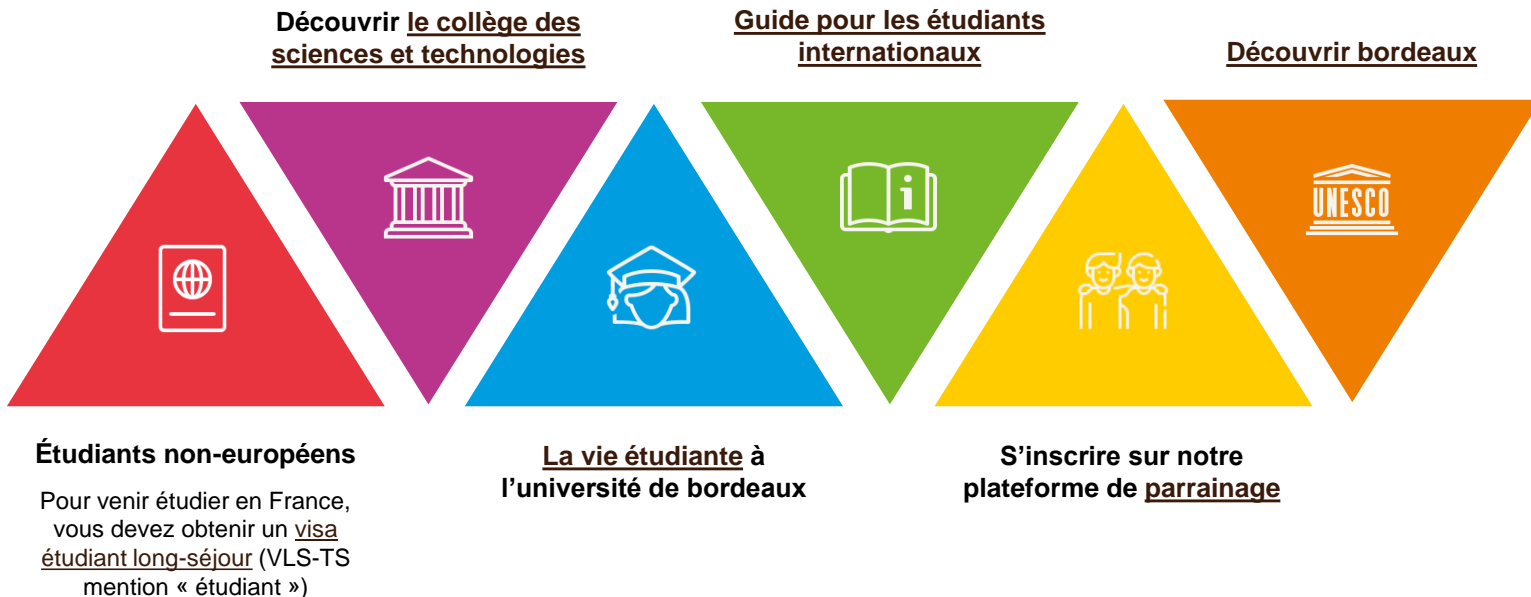 Découvrir le collège des
sciences et technologies
Guide pour les étudiants
internationaux
Découvrir bordeaux
i
UNESCO
Étudiants non-européens
Pour venir étudier en France,
vous devez obtenir un visa
étudiant long-séjour (VLS-TS
mention « étudiant »)
La vie étudiante à
l’université de bordeaux
S’inscrire sur notre
plateforme de parrainage